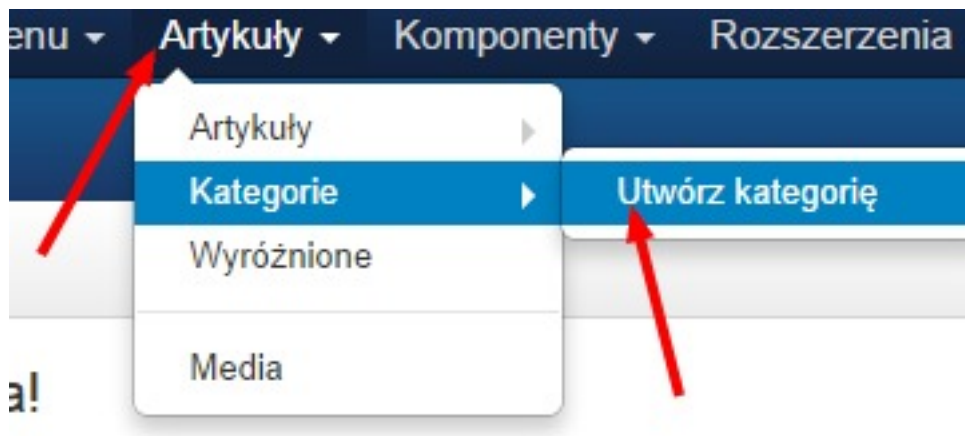 enu Artykuły Komponenty Rozszerzenia
Artykuły
Kategorie Utwórz kategorię
Wyróżnione
Media
a!